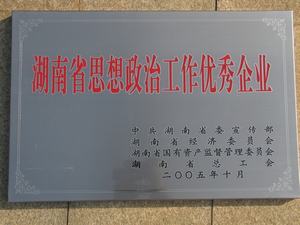 湖南省思想政治工作优秀企业
中共湖南省委宣传部
湖南省经济委员会
湖南省国有资产监督管理委员会
湖南省总工会
二〇〇五年十月